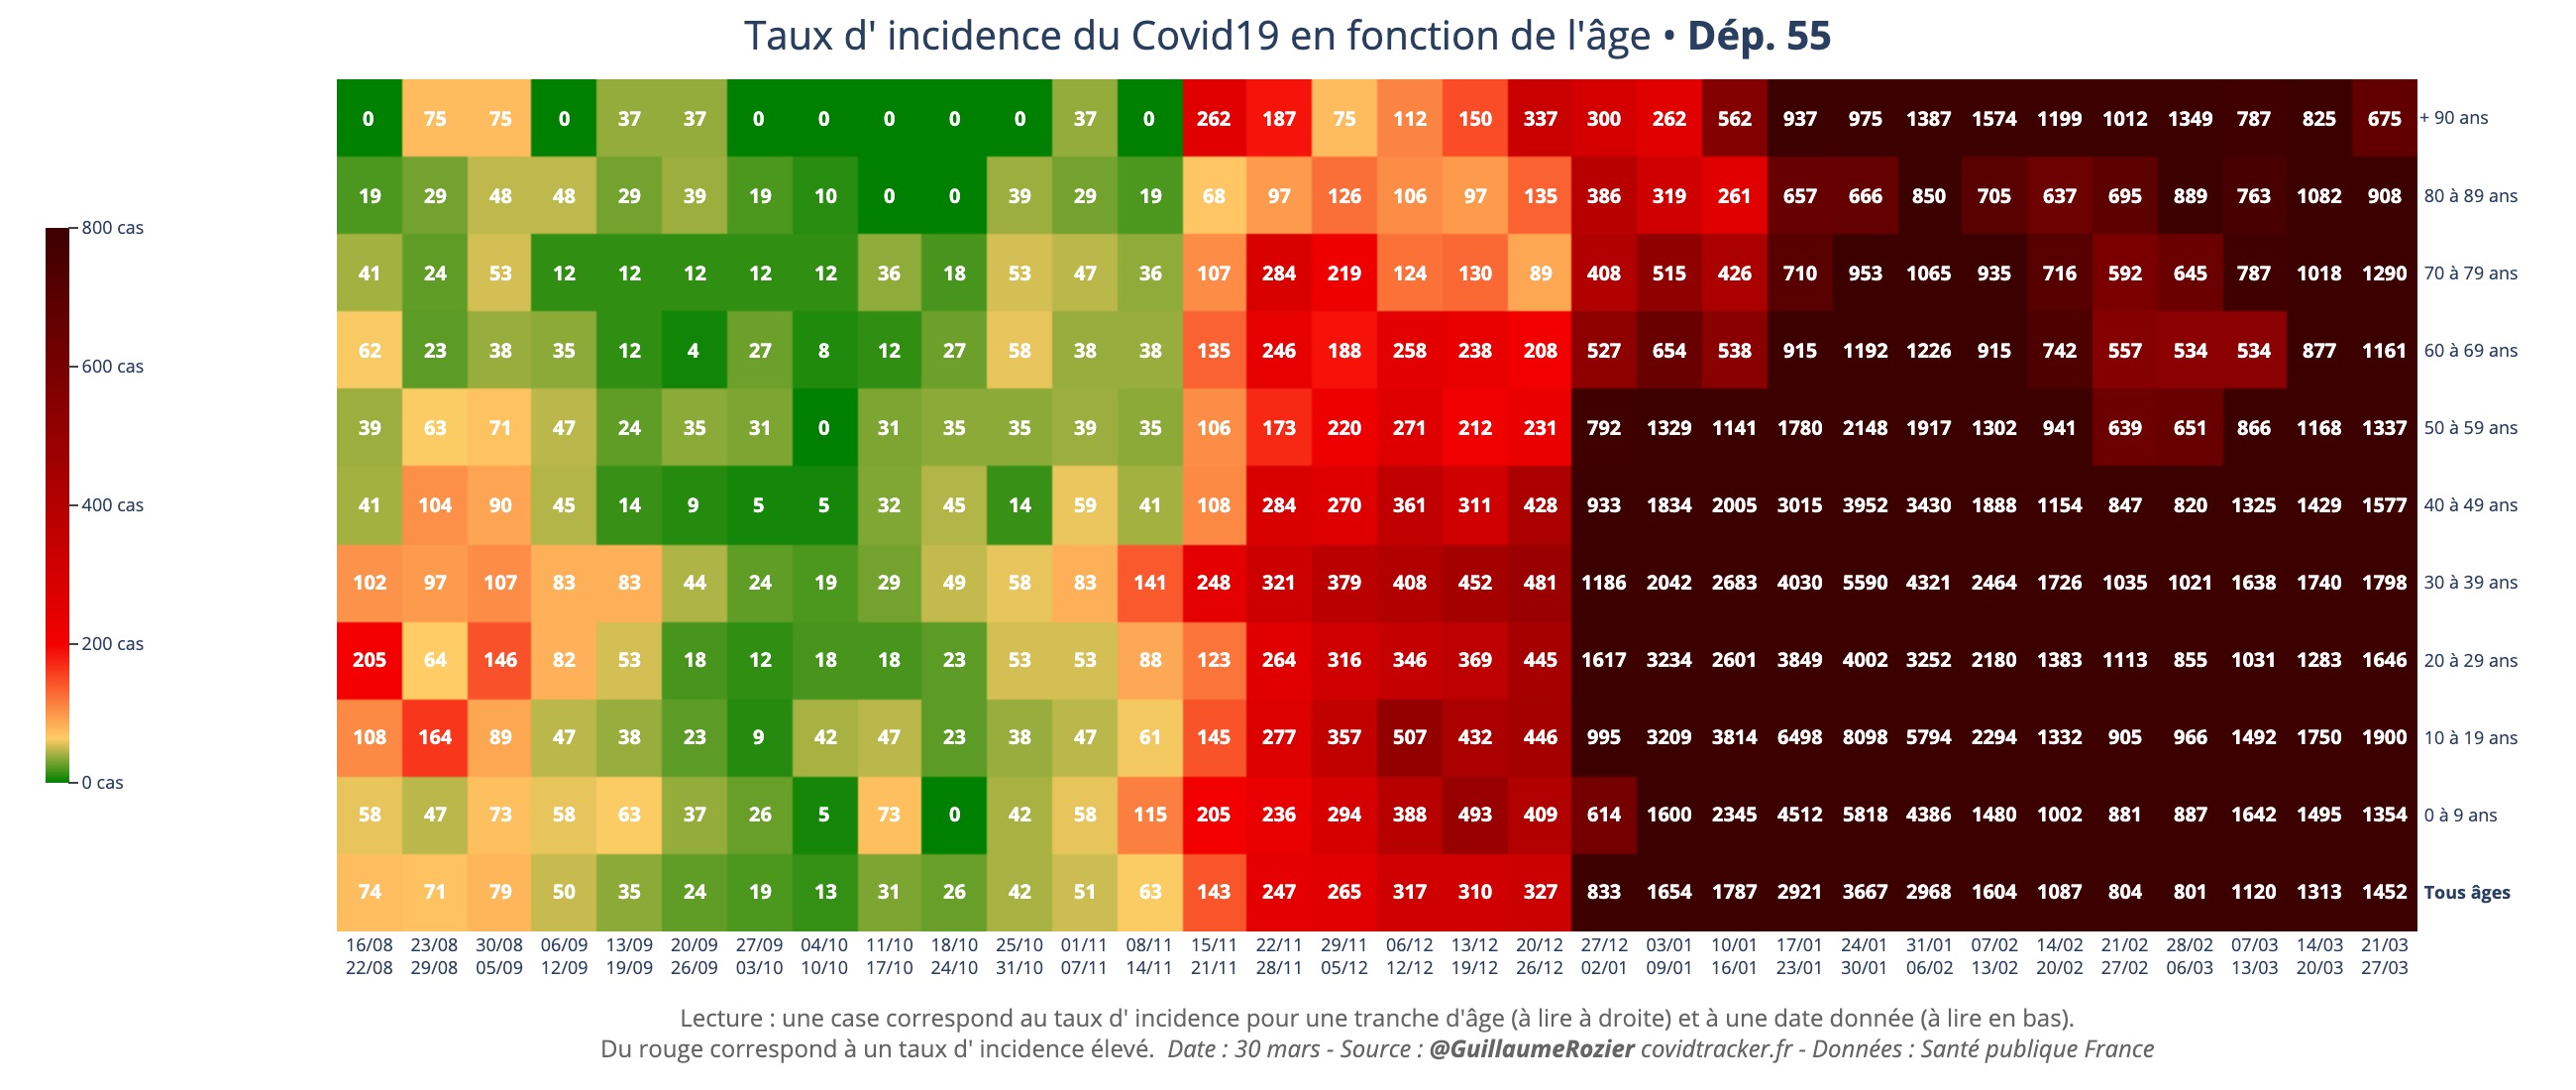 Taux d' incidence du Covid19 en fonction de l'âge • Dép. 55
0 75 75 0 37 37 0 0 0 0 0 37 0 262 187 75 112 150 337 300 262 562 937 975 1387 1574 1199 1012 1349 787 825 675 + 90 ans
19 29 48 48 29 39 19 10 0 0 39 29 19 68 97 126 106 97 135 386 319 261 657 666 850 705 637 695 889 763 1082 908 80 à 89 ans
800 cas
41 24 53 12 12 12 12 12 36 18 53 47 36 107 284 219 124 130 89 408 515 426 710 953 1065 935 716 592 645 787 1018 1290 70 à 79 ans
62 23 38 35 12 4 27 8 12 27 58 38 38 135 246 188 258 238 208 527 654 538 915 1192 1226 915 742 557 534 534 877 1161 60 à 69 ans
600 cas
39 63 71 47 24 35 31 0 31 35 35 39 35 106 173 220 271 212 231 792 1329 1141 1780 2148 1917 1302 941 639 651 866 1168 1337 50 à 59 ans
400 cas
41 104 90 45 14 9 5 5 32 45 14 59 41 108 284 270 361 311 428 933 1834 2005 3015 3952 3430 1888 1154 847 820 1325 1429 1577 40 à 49 ans
102 97 107 83 83 44 24 19 29 49 58 83 141 248 321 379 408 452 481 1186 2042 2683 4030 5590 4321 2464 1726 1035 1021 1638 1740 1798 30 à 39 ans
200 cas
205 64 146 82 53 18 12 18 18 23 53 53 88 123 264 316 346 369 445 1617 3234 2601 3849 4002 3252 2180 1383 1113 855 1031 1283 1646 20 à 29 ans
108 164 89 47 38 23 9 42 47 23 38 47 61 145 277 357 507 432 446 995 3209 3814 6498 8098 5794 2294 1332 905 966 1492 1750 1900 10 à 19 ans
0 cas
58 47 73 58 63 37 26 5 73 0 42 58 115 205 236 294 388 493 409 614 1600 2345 4512 5818 4386 1480 1002 881 887 1642 1495 1354 0 à 9 ans
74 71 79 50 35 24 19 13 31 26 42 51 63 143 247 265 317 310 327 833 1654 1787 2921 3667 2968 1604 1087 804 801 1120 1313 1452 Tous âges
16/08 23/08 30/08 06/09 13/09 20/09 27/09 04/10 11/10 18/10 25/10 01/11 08/11 15/11 22/11 29/11 06/12 13/12 20/12 27/12 03/01 10/01 17/01 24/01 31/01 07/02 14/02 21/02 28/02 07/03 14/03 21/03
22/08 29/08 05/09 12/09 19/09 26/09 03/10 10/10 17/10 24/10 31/10 07/11 14/11 21/11 28/11 05/12 12/12 19/12 26/12 02/01 09/01 16/01 23/01 30/01 06/02 13/02 20/02 27/02 06/03 13/03 20/03 27/03
Lecture : une case correspond au taux d' incidence pour une tranche d'âge (à lire à droite) et à une date donnée (à lire en bas).
Du rouge correspond à un taux d' incidence élevé. Date : 30 mars - Source : @GuillaumeRozier covidtracker.fr - Données : Santé publique France